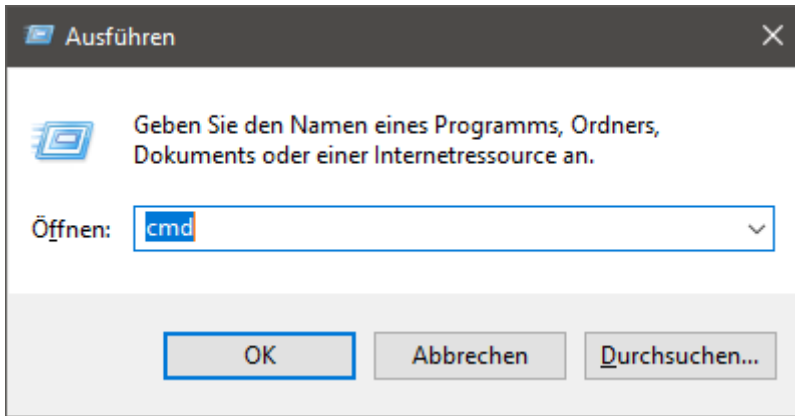 Ausführen
Geben Sie den Namen eines Programms, Ordners,
Dokuments oder einer Internetressource an.
Öffnen: cmd
OK Abbrechen Durchsuchen...